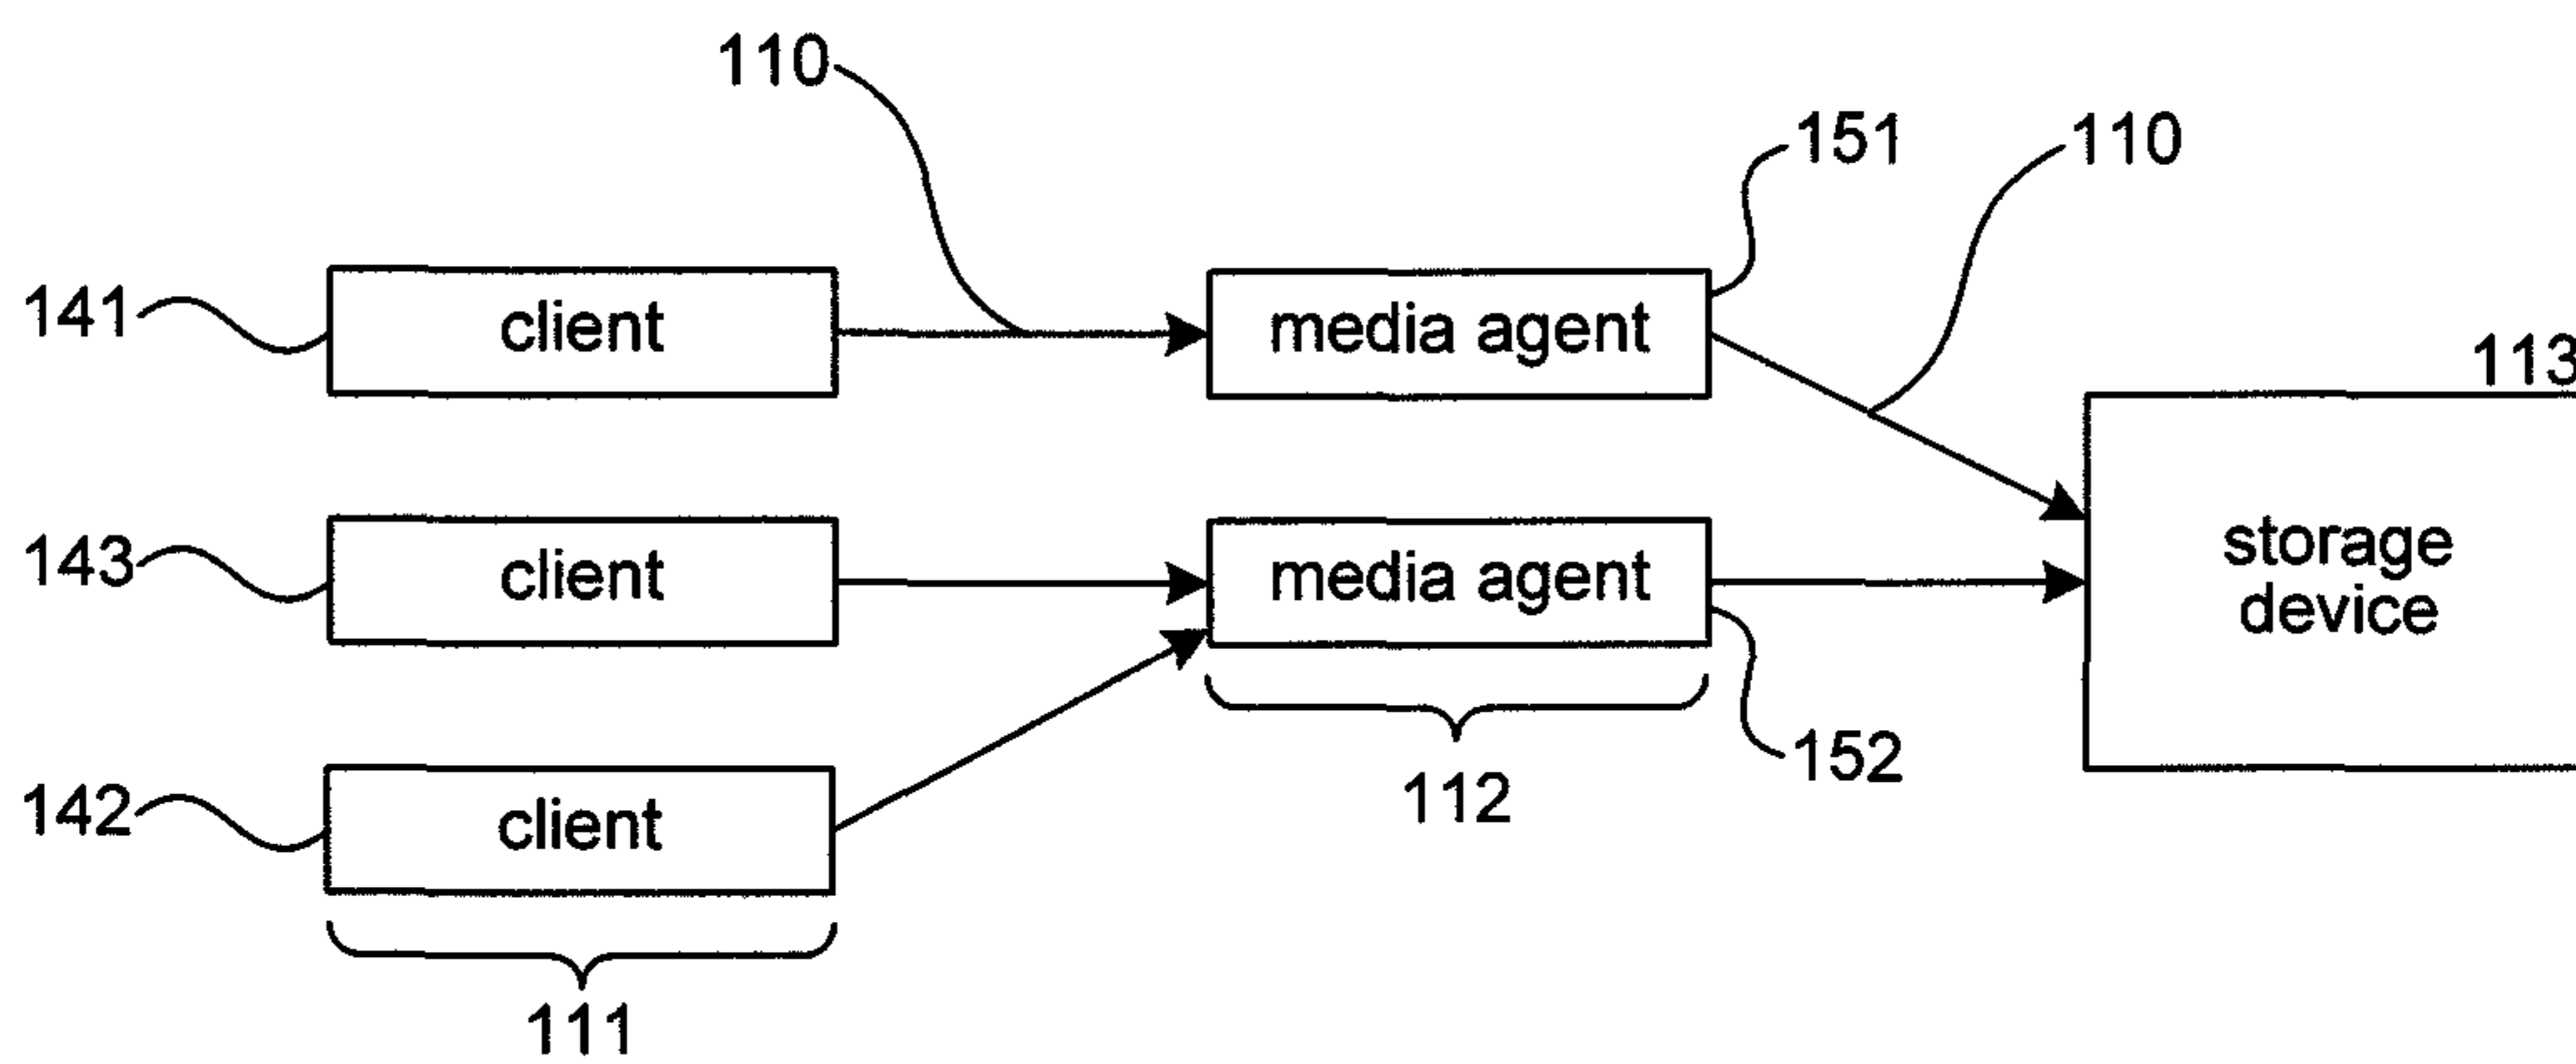 110
151
110
141
client
media agent
113
143
client
media agent
storage
device
142
client
152
112
111